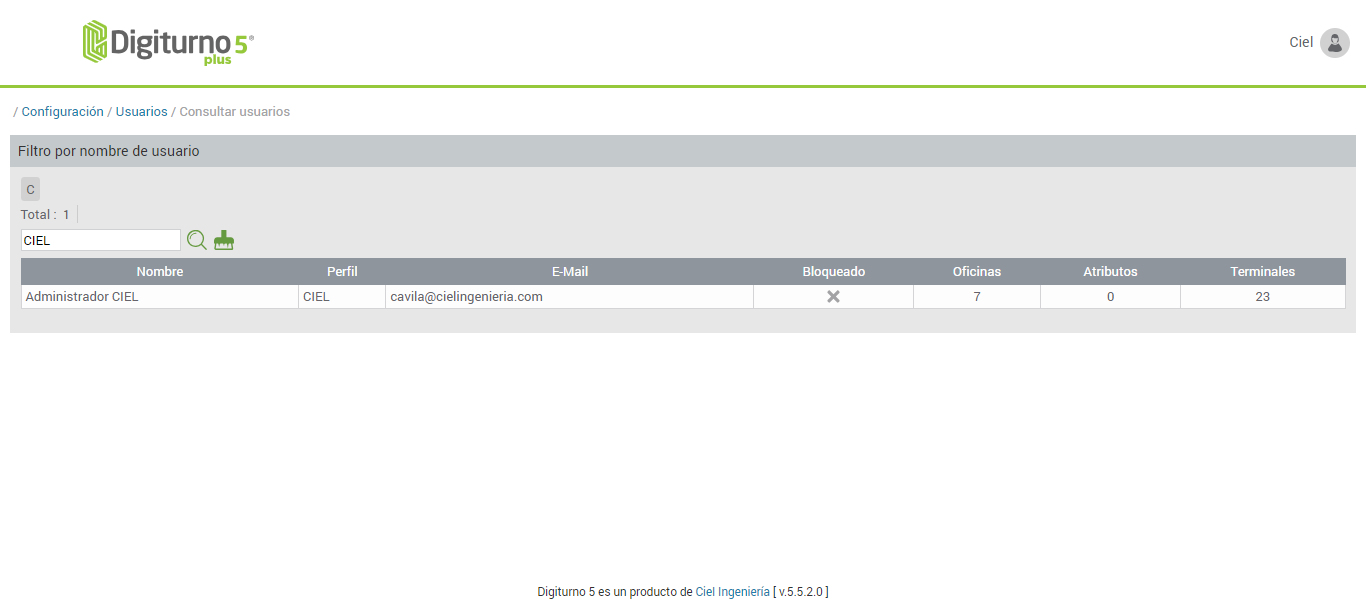 Digiturno 5®
plus
Ciel
/ Configuración / Usuarios / Consultar usuarios
Filtro por nombre de usuario
C
Total : 1
CIEL
Nombre Perfil E-Mail Bloqueado Oficinas Atributos Terminales
Administrador CIEL CIEL cavila@cielingenieria.com 7 0 23
Digiturno 5 es un producto de Ciel Ingeniería [ v.5.5.2.0 ]